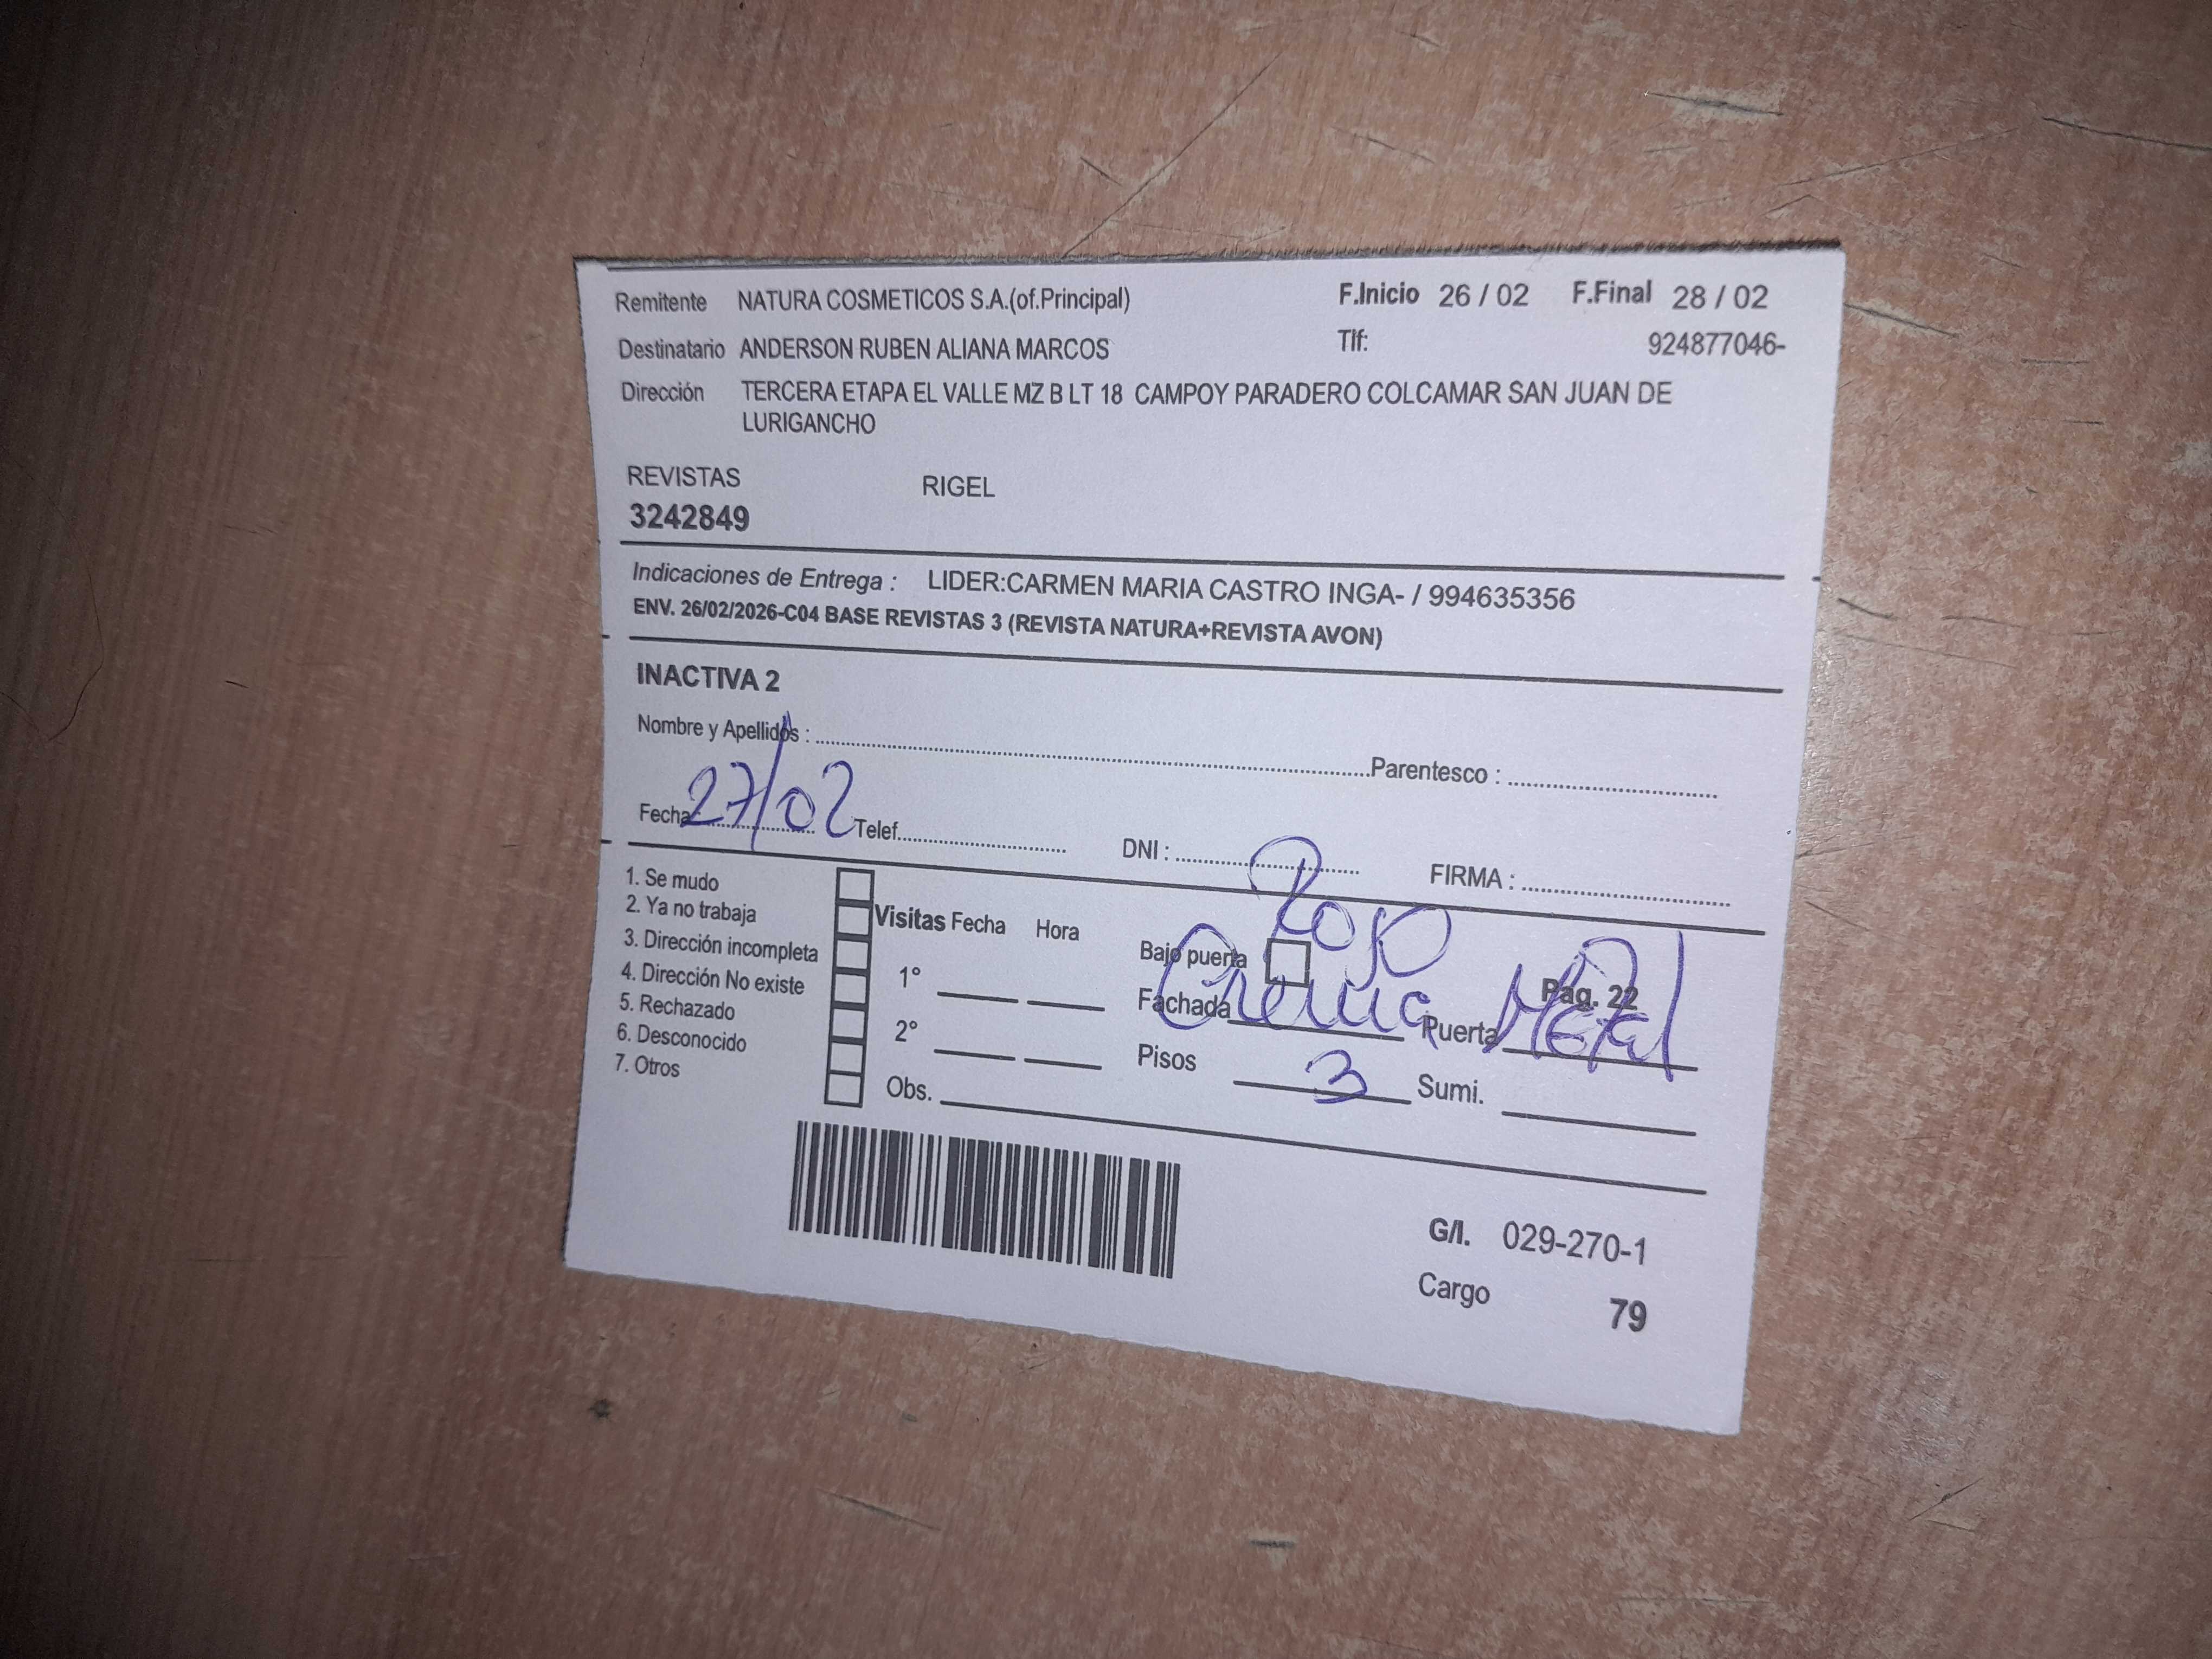 Remitente NATURA COSMETICOS S.A.(of.Principal) F.Inicio 26 / 02 F.Final 28 / 02
Destinatario ANDERSON RUBEN ALIANA MARCOS Tlf: 924877046-
Dirección TERCERA ETAPA EL VALLE MZ B LT 18 CAMPOY PARADERO COLCAMAR SAN JUAN DE
LURIGANCHO
REVISTAS RIGEL
3242849
Indicaciones de Entrega : LIDER:CARMEN MARIA CASTRO INGA- / 994635356
ENV. 26/02/2026-C04 BASE REVISTAS 3 (REVISTA NATURA+REVISTA AVON)
INACTIVA 2
Nombre y Apellidos : Parentesco :
Fecha 27/02 Telef. DNI : FIRMA :
1. Se mudo
2. Ya no trabaja
3. Dirección incompleta
4. Dirección No existe
5. Rechazado
6. Desconocido
7. Otros
Visitas Fecha Hora
1°
2°
Obs.
Rojo
Bajo puerta Pag. 22
Fachada Crema Puerta Metal
Pisos 3 Sumi.
G/I. 029-270-1
Cargo 79